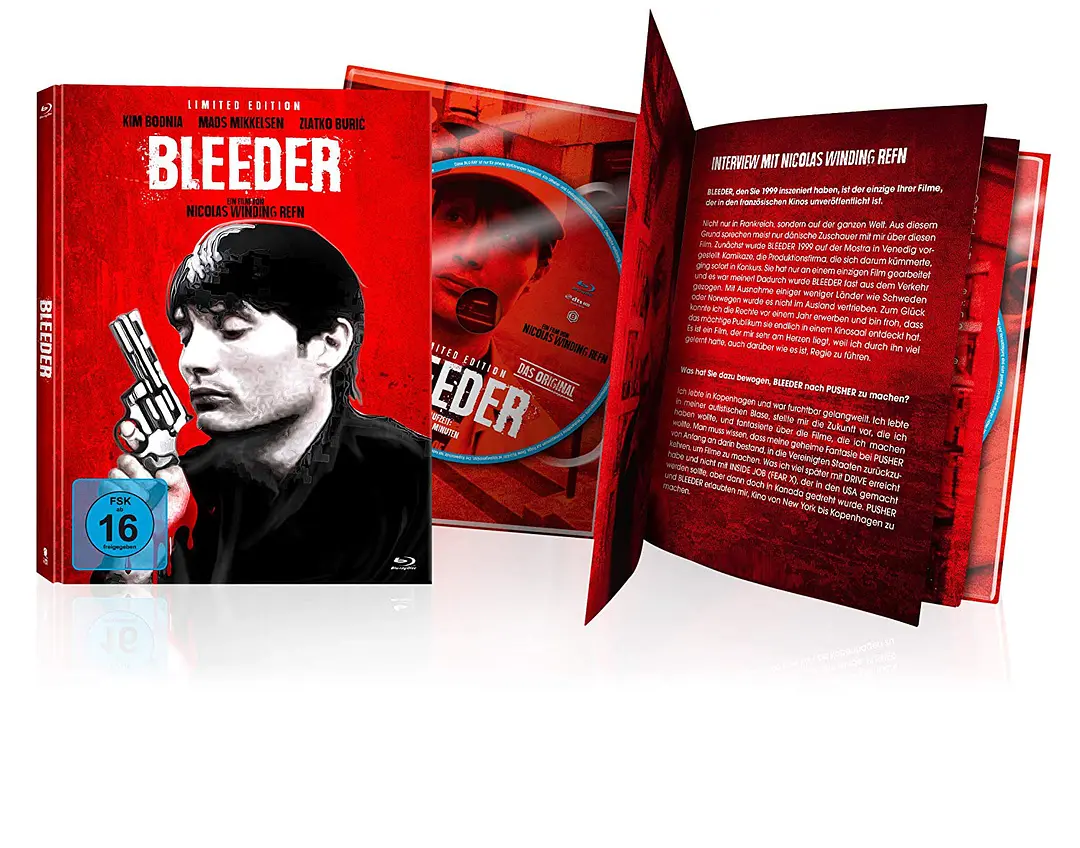 LIMITED EDITION
KIM BODNIA MADS MIKKELSEN ZLATKO BURIĆ
BLEEDER
EIN FILM VON
NICOLAS WINDING REFN
BLEEDER
FSK
ab
16
freigegeben
Blu-ray Disc
EIN FILM VON
NICOLAS WINDING REFN
LIMITED EDITION
DAS ORIGINAL
EEDER
MINUTEN
INTERVIEW MIT NICOLAS WINDING REFN
BLEEDER, den Sie 1999 inszeniert haben, ist der einzige Ihrer Filme,
der in den französischen Kinos unveröffentlicht ist.
Nicht nur in Frankreich, sondern auf der ganzen Welt. Aus diesem
Grund sprechen meist nur dänische Zuschauer mit mir über diesen
Film. Zunächst wurde BLEEDER 1999 auf der Mostra in Venedig vor-
gestellt. Kamikaze, die Produktionsfirma, die sich darum kümmerte,
ging sofort in Konkurs. Sie hat nur an einem einzigen Film gearbeitet
und es war meiner! Dadurch wurde BLEEDER fast aus dem Verkehr
gezogen. Mit Ausnahme einiger weniger Länder wie Schweden
oder Norwegen wurde es nicht im Ausland vertrieben. Zum Glück
konnte ich die Rechte vor einem Jahr erwerben und bin froh, dass
das mächtige Publikum sie endlich in einem Kinosaal entdeckt hat.
Es ist ein Film, der mir sehr am Herzen liegt, weil ich durch ihn viel
gelernt hatte, auch darüber wie es ist, Regie zu führen.
Was hat Sie dazu bewogen, BLEEDER nach PUSHER zu machen?
Ich lebte in Kopenhagen und war furchtbar gelangweilt. Ich lebte
in meiner autistischen Blase, stellte mir die Zukunft vor, die ich
haben wollte, und fantasierte über die Filme, die ich machen
wollte. Man muss wissen, dass meine geheime Fantasie bei PUSHER
von Anfang an darin bestand, in die Vereinigten Staaten zurückzu-
kehren, um Filme zu machen. Was ich viel später mit DRIVE erreicht
habe und nicht mit INSIDE JOB (FEAR X), der in den USA gemacht
werden sollte, aber dann doch in Kanada gedreht wurde. PUSHER
und BLEEDER erlaubten mir, Kino von New York bis Kopenhagen zu
machen.